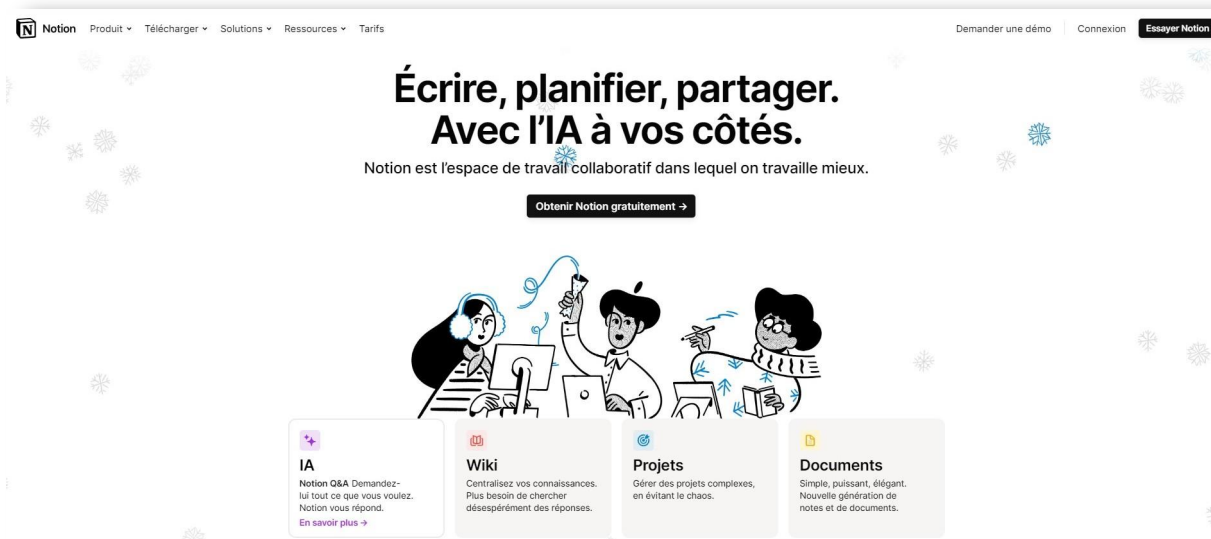 Notion Produit Télécharger Solutions Ressources Tarifs Demander une démo Connexion Essayer Notion
Écrire, planifier, partager.
Avec l'IA à vos côtés.
Notion est l'espace de travail collaboratif dans lequel on travaille mieux.
Obtenir Notion gratuitement →
IA
Notion Q&A Demandez-
lui tout ce que vous voulez.
Notion vous répond.
En savoir plus →
Wiki
Centralisez vos connaissances.
Plus besoin de chercher
désespérément des réponses.
Projets
Gérer des projets complexes,
en évitant le chaos.
Documents
Simple, puissant, élégant.
Nouvelle génération de
notes et de documents.